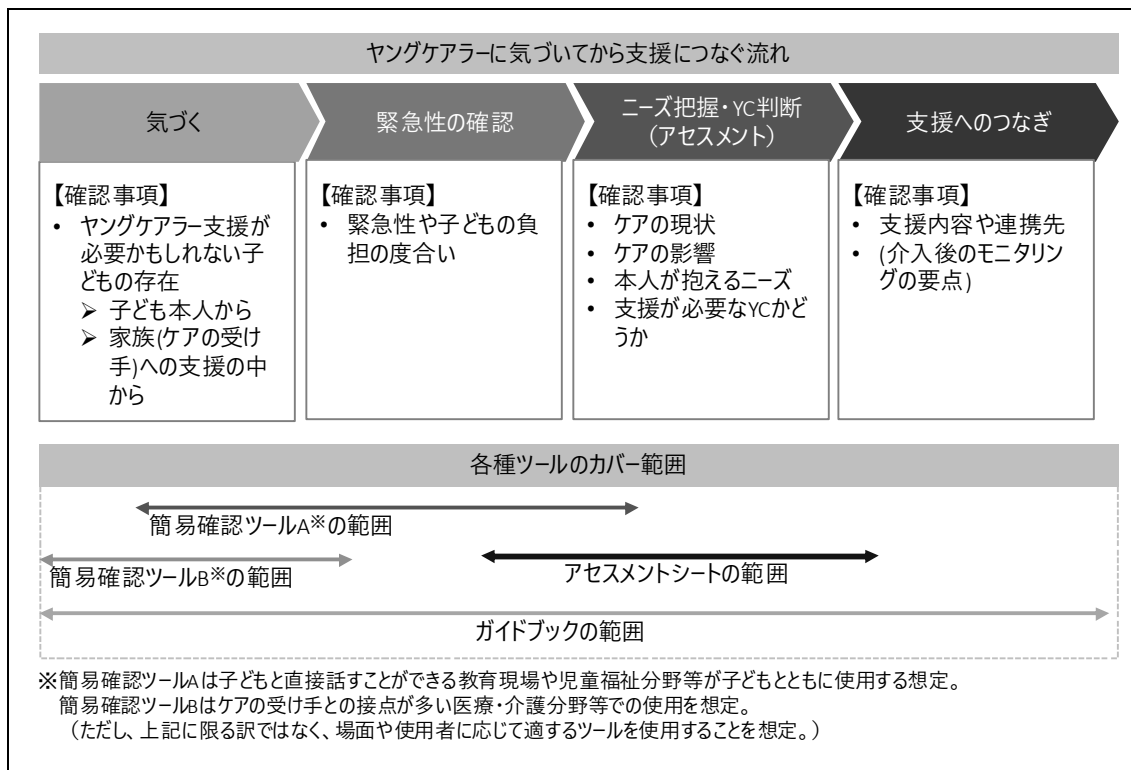 ヤングケアラーに気づいてから支援につなぐ流れ
気づく
緊急性の確認
ニーズ把握・YC判断
（アセスメント）
支援へのつなぎ
【確認事項】
• ヤングケアラー支援が
必要かもしれない子
どもの存在
➢ 子ども本人から
➢ 家族(ケアの受け
手)への支援の中
から
【確認事項】
• 緊急性や子どもの負
担の度合い
【確認事項】
• ケアの現状
• ケアの影響
• 本人が抱えるニーズ
• 支援が必要なYCかど
うか
【確認事項】
• 支援内容や連携先
• (介入後のモニタリン
グの要点)
各種ツールのカバー範囲
簡易確認ツールA※の範囲
簡易確認ツールB※の範囲
アセスメントシートの範囲
ガイドブックの範囲
※簡易確認ツールAは子どもと直接話すことができる教育現場や児童福祉分野等が子どもとともに使用する想定。
簡易確認ツールBはケアの受け手との接点が多い医療・介護分野等での使用を想定。
（ただし、上記に限る訳ではなく、場面や使用者に応じて適するツールを使用することを想定。）